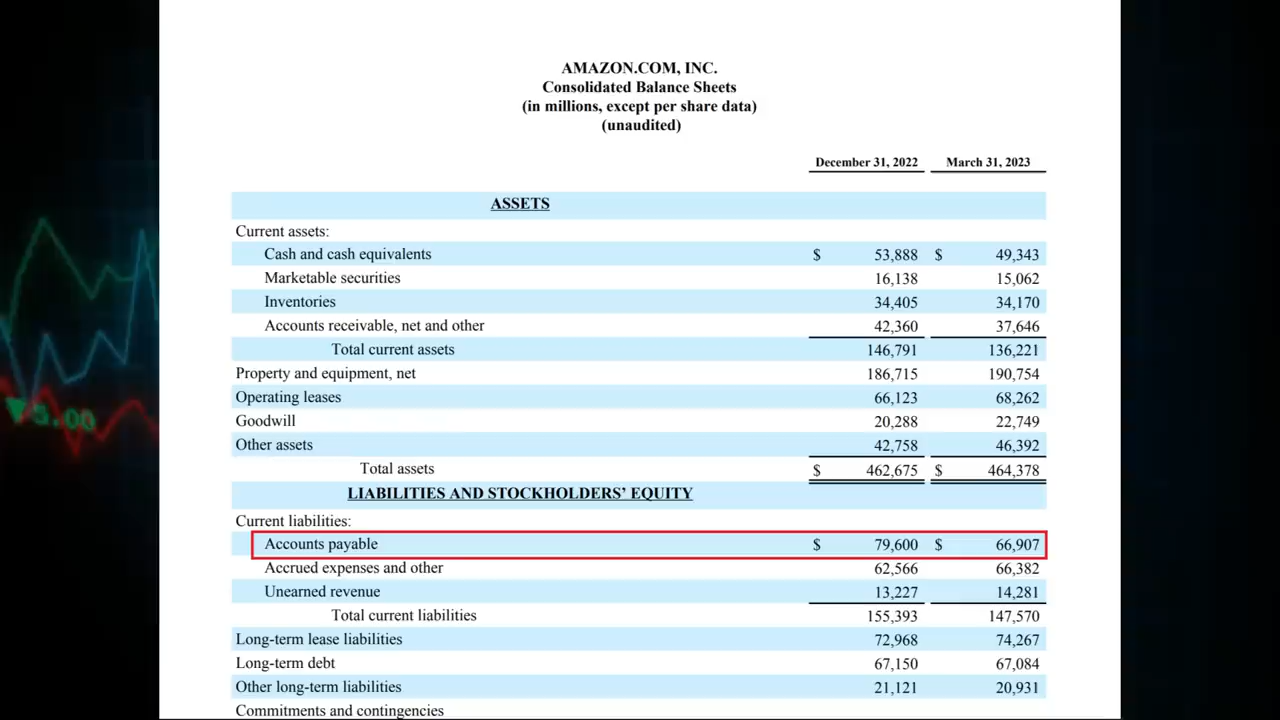 AMAZON.COM, INC.
Consolidated Balance Sheets
(in millions, except per share data)
(unaudited)
December 31, 2022 March 31, 2023
ASSETS
Current assets:
Cash and cash equivalents $ 53,888 $ 49,343
Marketable securities 16,138 15,062
Inventories 34,405 34,170
Accounts receivable, net and other 42,360 37,646
Total current assets 146,791 136,221
Property and equipment, net 186,715 190,754
Operating leases 66,123 68,262
Goodwill 20,288 22,749
Other assets 42,758 46,392
Total assets $ 462,675 $ 464,378
LIABILITIES AND STOCKHOLDERS’ EQUITY
Current liabilities:
Accounts payable $ 79,600 $ 66,907
Accrued expenses and other 62,566 66,382
Unearned revenue 13,227 14,281
Total current liabilities 155,393 147,570
Long-term lease liabilities 72,968 74,267
Long-term debt 67,150 67,084
Other long-term liabilities 21,121 20,931
Commitments and contingencies
▼5.00